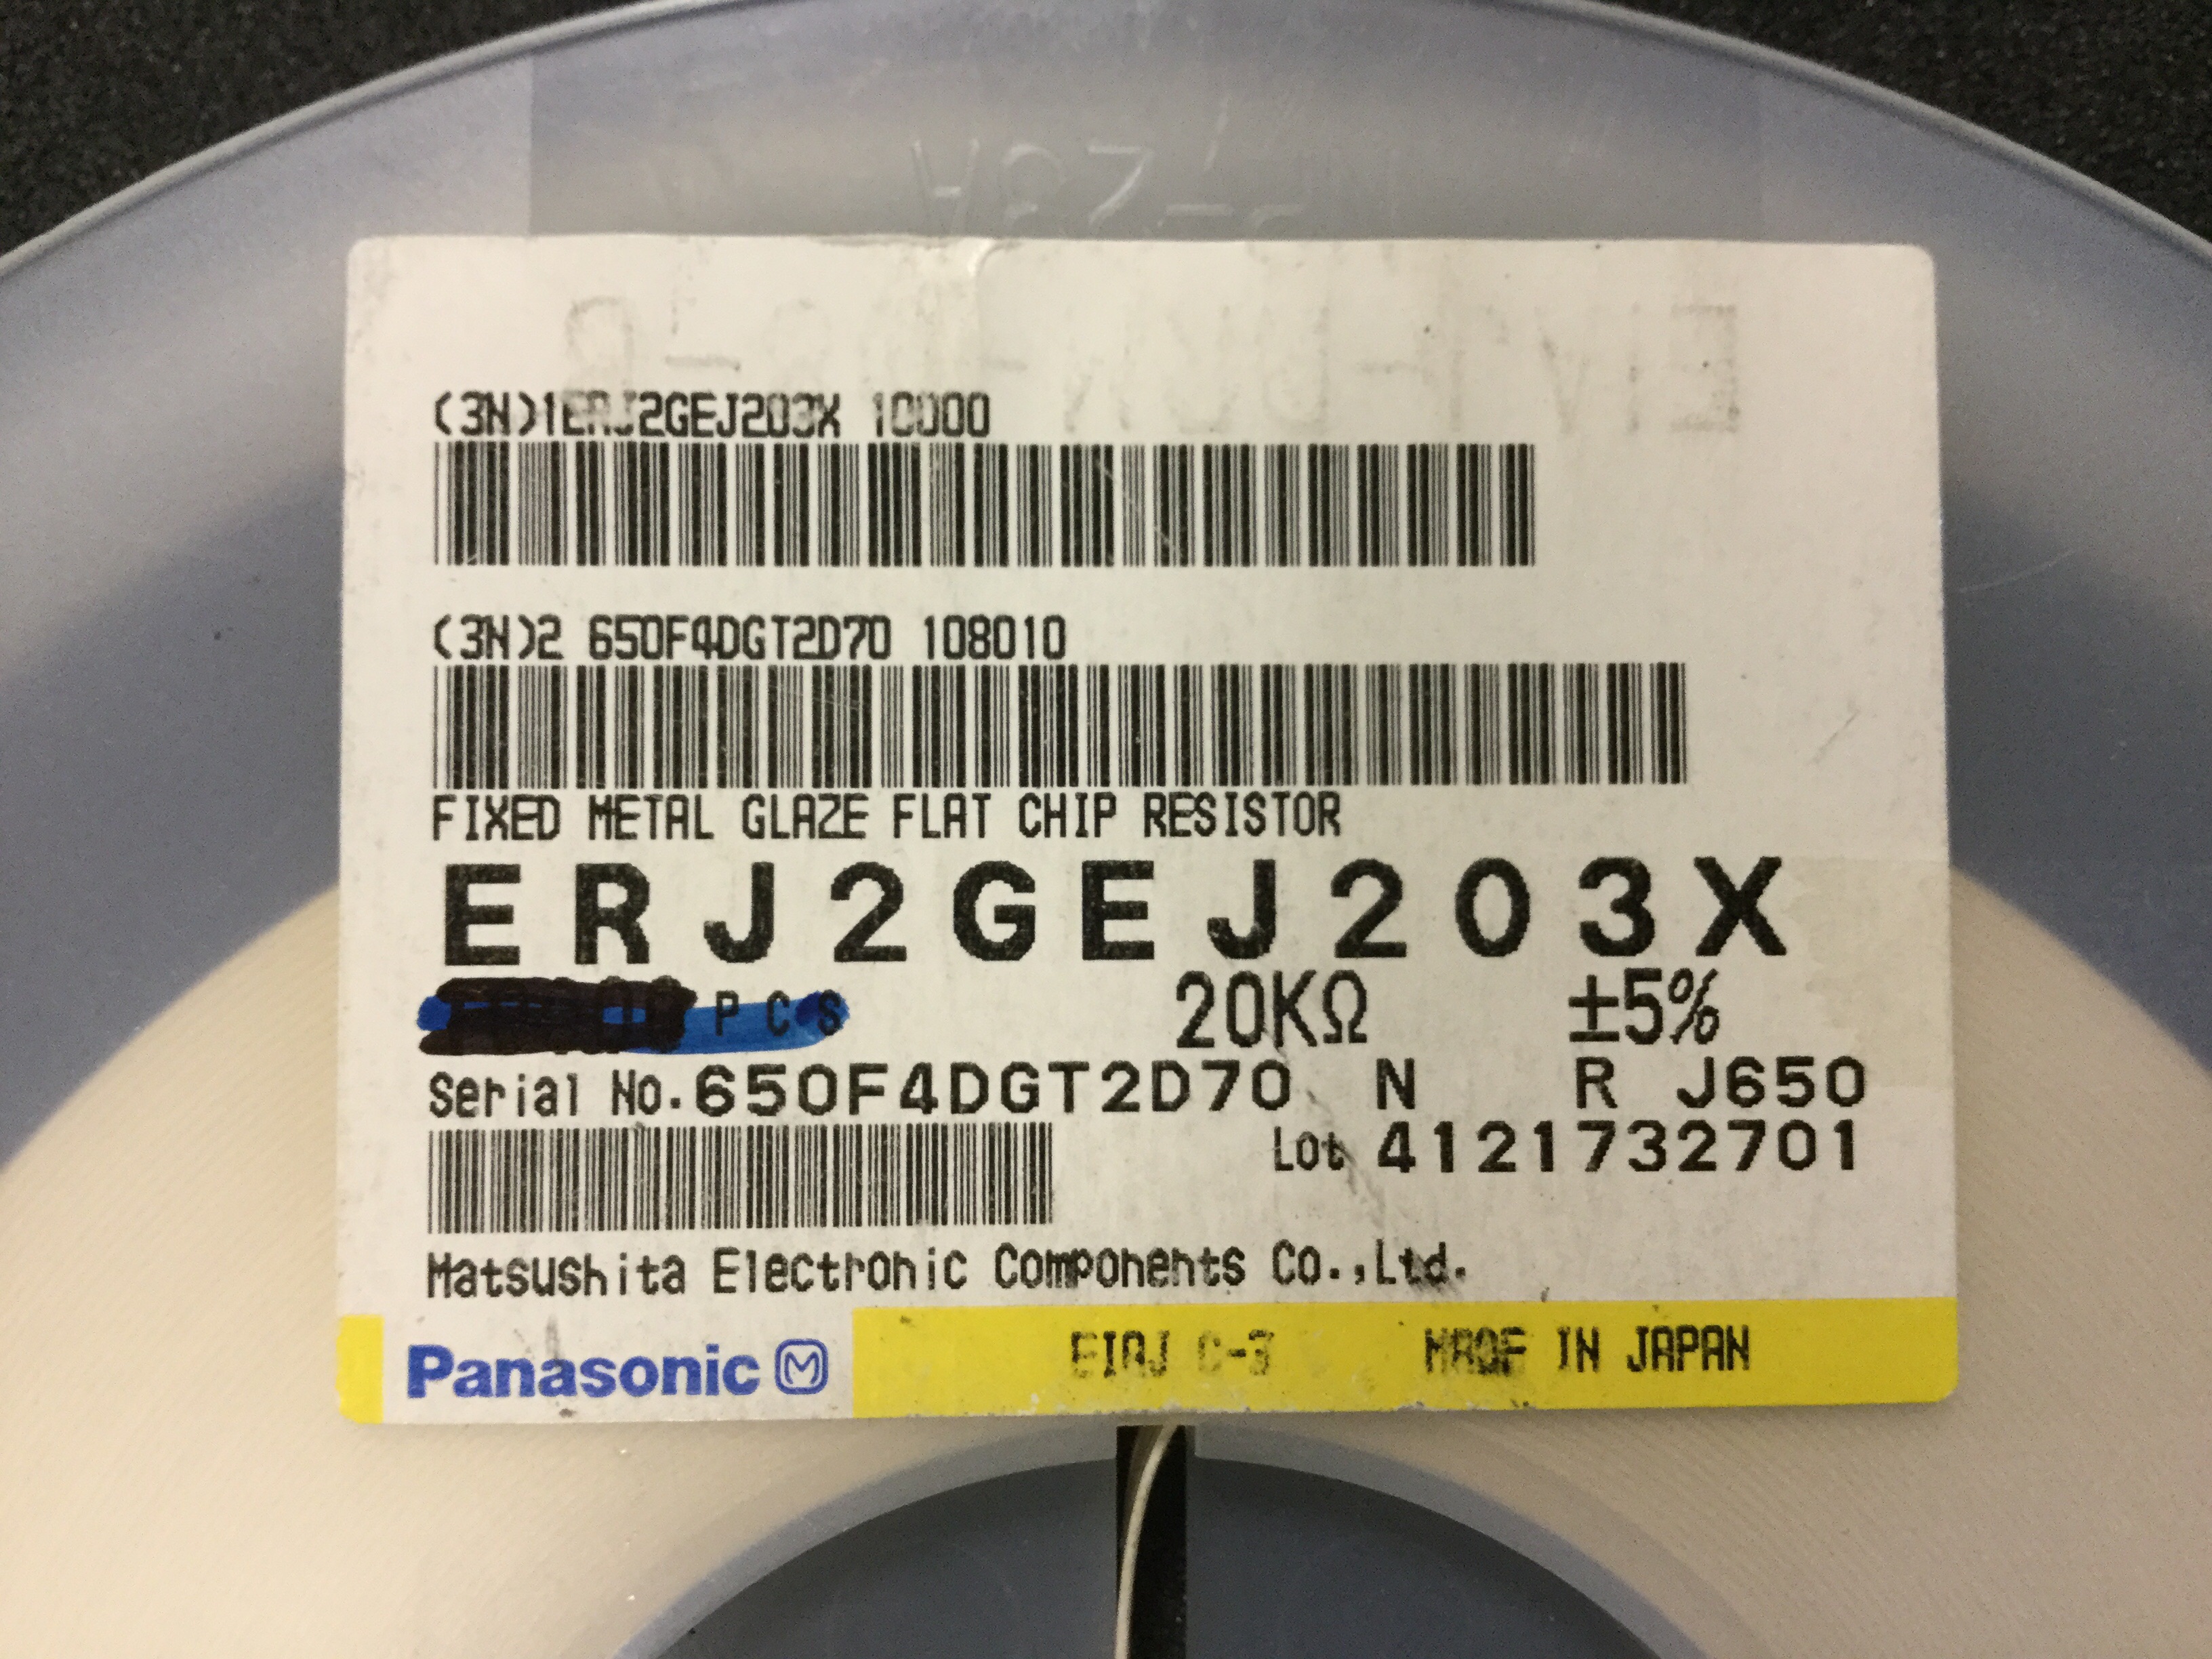 (3N)1ERJ2GEJ203X 10000
(3N)2 650F4DGT2D70 108010
FIXED METAL GLAZE FLAT CHIP RESISTOR
ERJ2GEJ203X
PCS 20KΩ ±5%
Serial No.650F4DGT2D70 N R J650
Lot 4121732701
Matsushita Electronic Components Co.,Ltd.
Panasonic M EIAJ C-3 MADE IN JAPAN